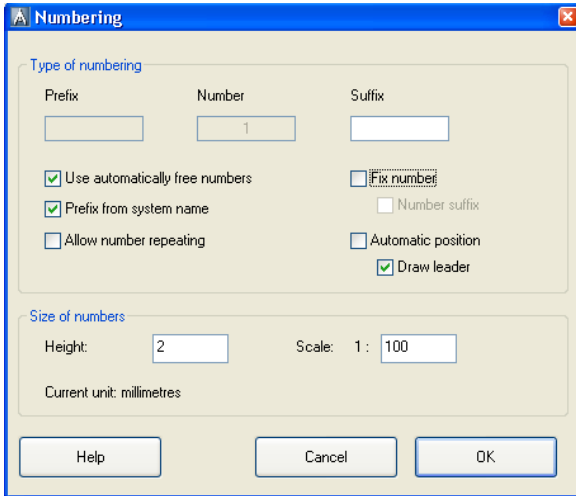 Numbering
Type of numbering
Prefix Number Suffix
1
Use automatically free numbers Fix number
Prefix from system name Number suffix
Allow number repeating Automatic position
Draw leader
Size of numbers
Height: 2 Scale: 1 : 100
Current unit: millimetres
Help Cancel OK